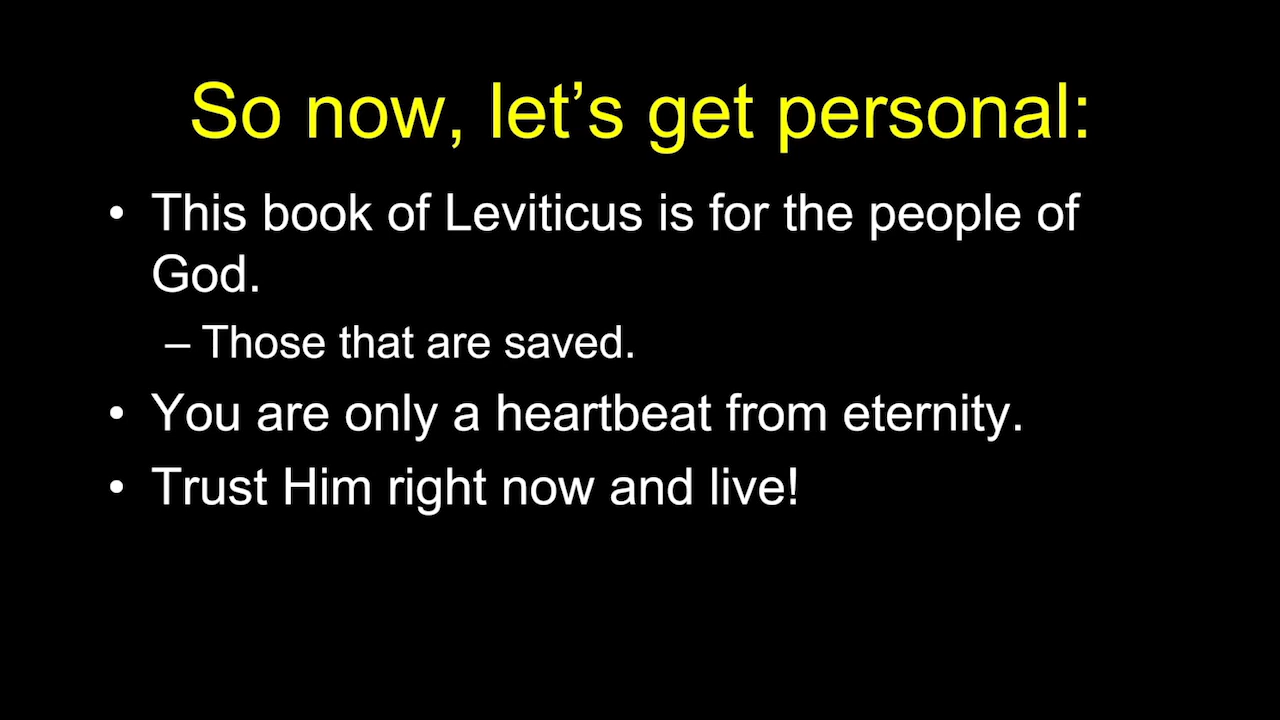 So now, let’s get personal:
• This book of Leviticus is for the people of
God.
– Those that are saved.
• You are only a heartbeat from eternity.
• Trust Him right now and live!